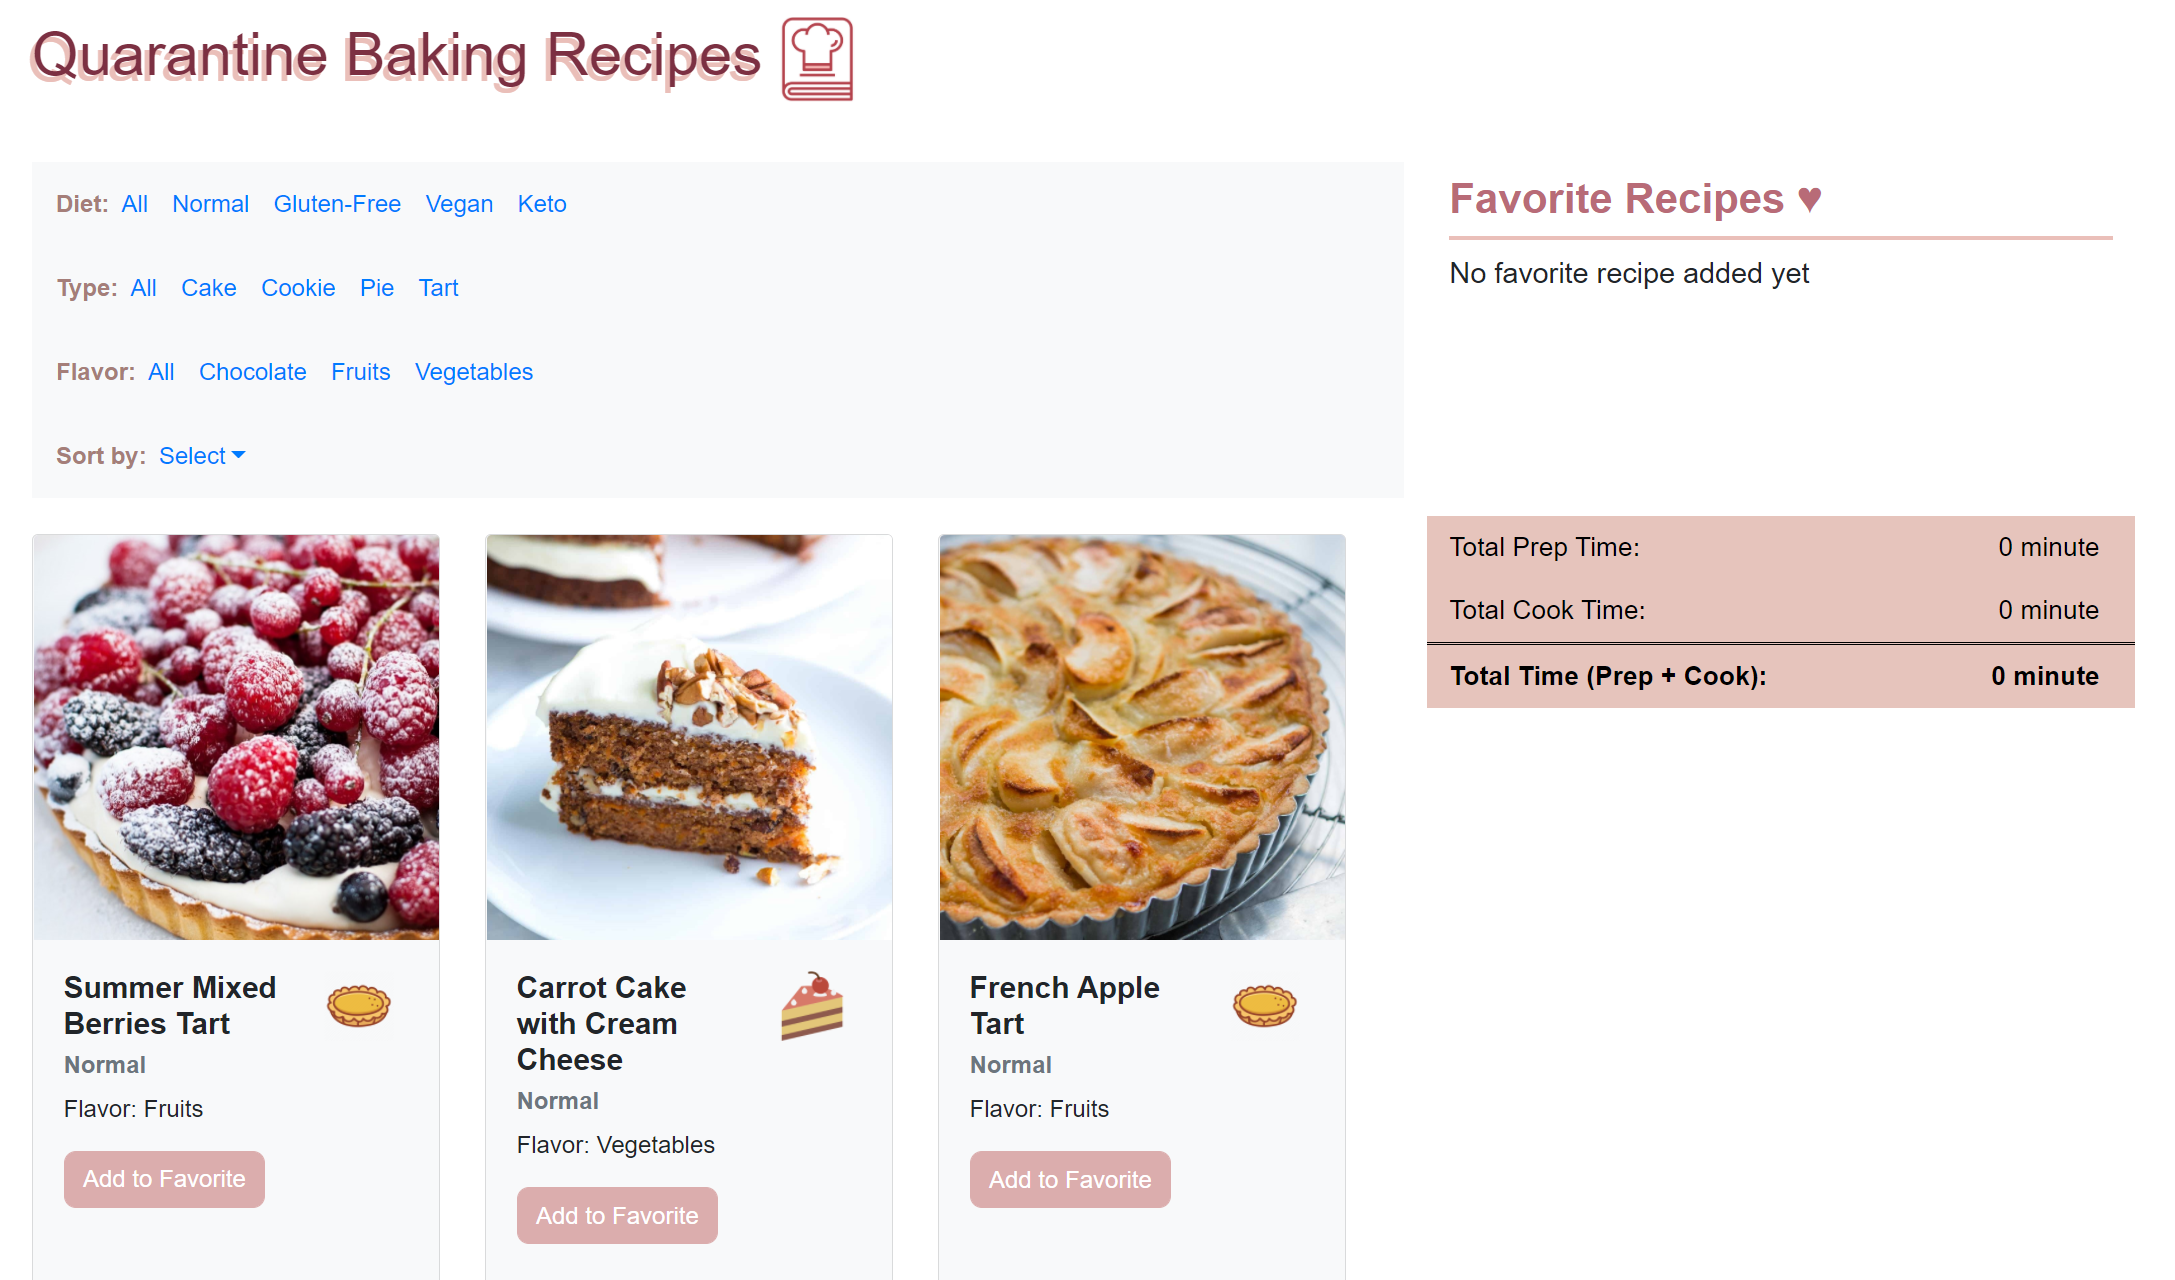 Quarantine Baking Recipes
Diet: All Normal Gluten-Free Vegan Keto
Type: All Cake Cookie Pie Tart
Flavor: All Chocolate Fruits Vegetables
Sort by: Select
Favorite Recipes ♥
No favorite recipe added yet
Total Prep Time: 0 minute
Total Cook Time: 0 minute
Total Time (Prep + Cook): 0 minute
Summer Mixed
Berries Tart
Normal
Flavor: Fruits
Add to Favorite
Carrot Cake
with Cream
Cheese
Normal
Flavor: Vegetables
Add to Favorite
French Apple
Tart
Normal
Flavor: Fruits
Add to Favorite